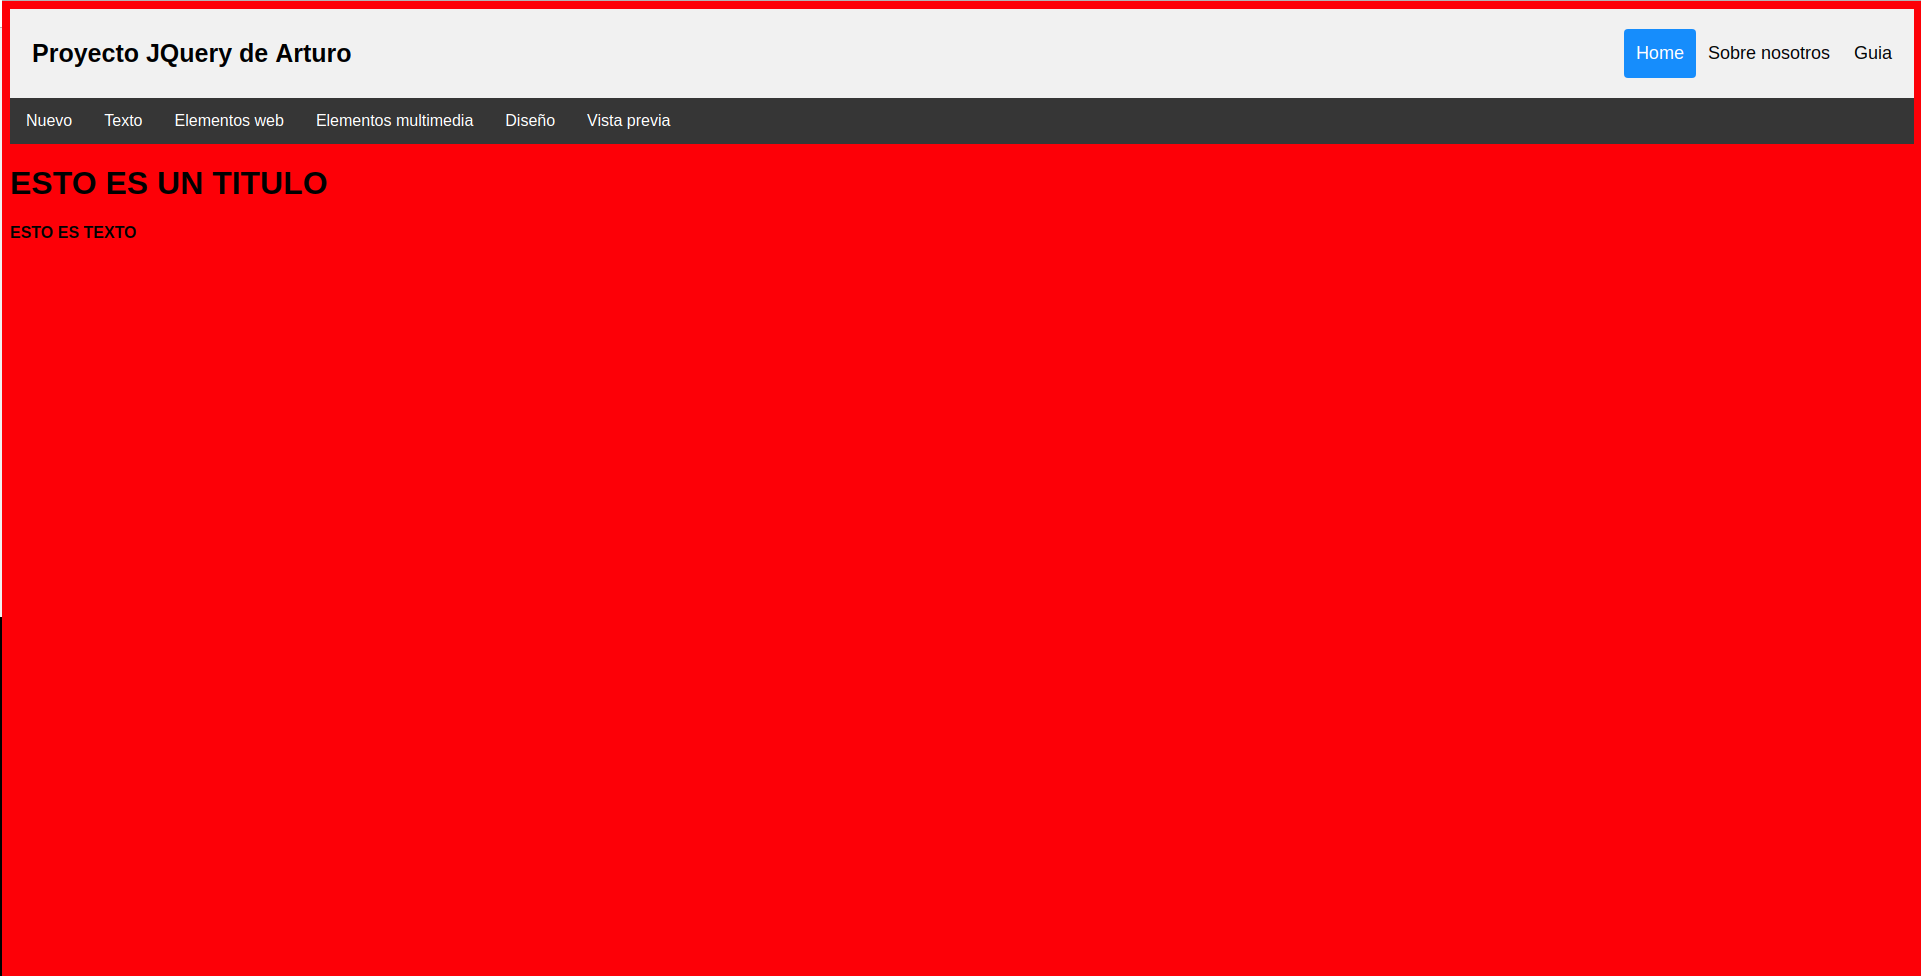 Proyecto JQuery de Arturo
Home Sobre nosotros Guia
Nuevo Texto Elementos web Elementos multimedia Diseño Vista previa
ESTO ES UN TITULO
ESTO ES TEXTO